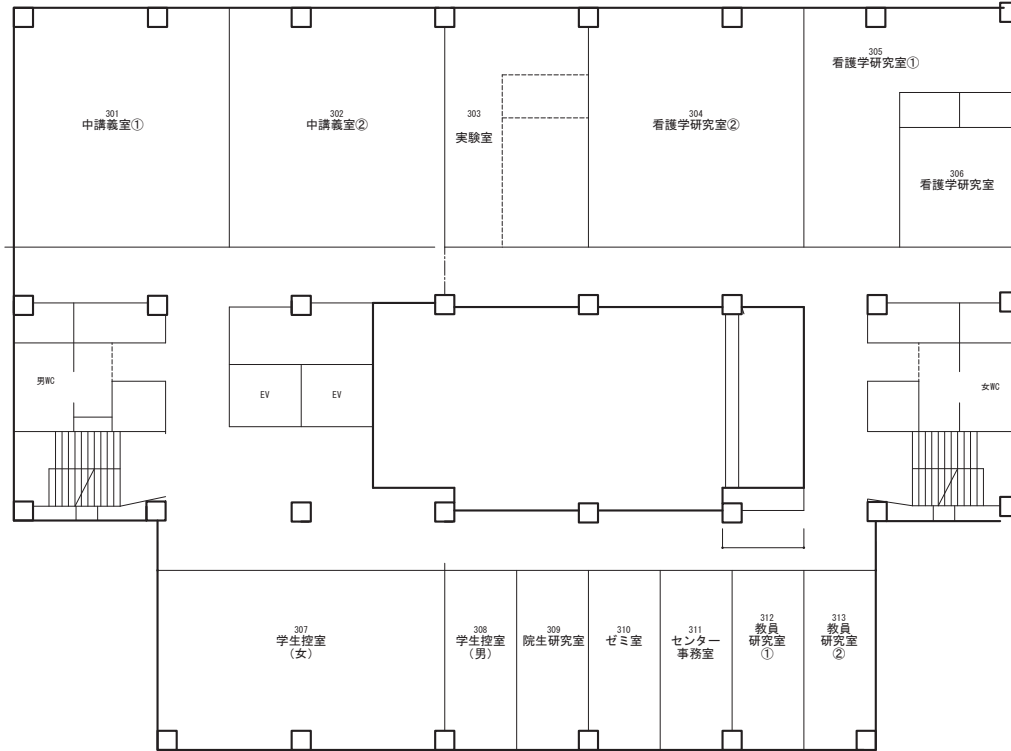 301
中講義室①
302
中講義室②
303
実験室
304
看護学研究室②
305
看護学研究室①
306
看護学研究室
男WC
EV
EV
女WC
307
学生控室
(女)
308
学生控室
(男)
309
院生研究室
310
ゼミ室
311
センター
事務室
312
教員
研究室
①
313
教員
研究室
②